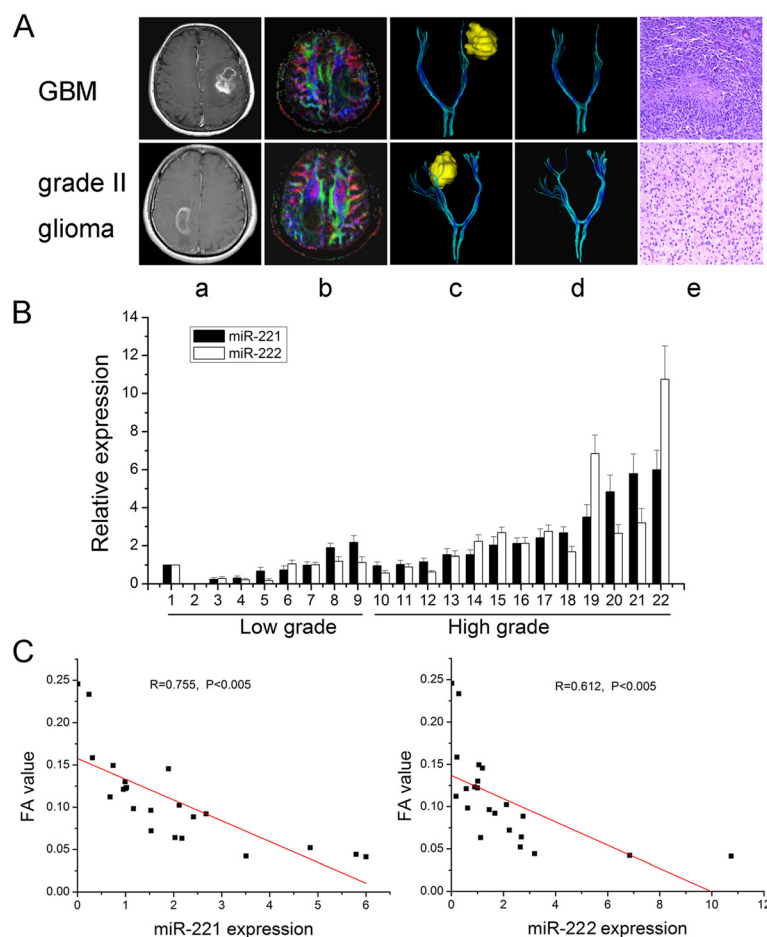 A
GBM
grade II
glioma
a b c d e
B
14
12
10
8
6
4
2
0
Relative expression
miR-221
miR-222
1 2 3 4 5 6 7 8 9 10 11 12 13 14 15 16 17 18 19 20 21 22
Low grade High grade
C
R=0.755, P<0.005
0.25
0.20
0.15
0.10
0.05
0.00
FA value
0 1 2 3 4 5 6
miR-221 expression
R=0.612, P<0.005
0.25
0.20
0.15
0.10
0.05
0.00
FA value
0 2 4 6 8 10 12
miR-222 expression